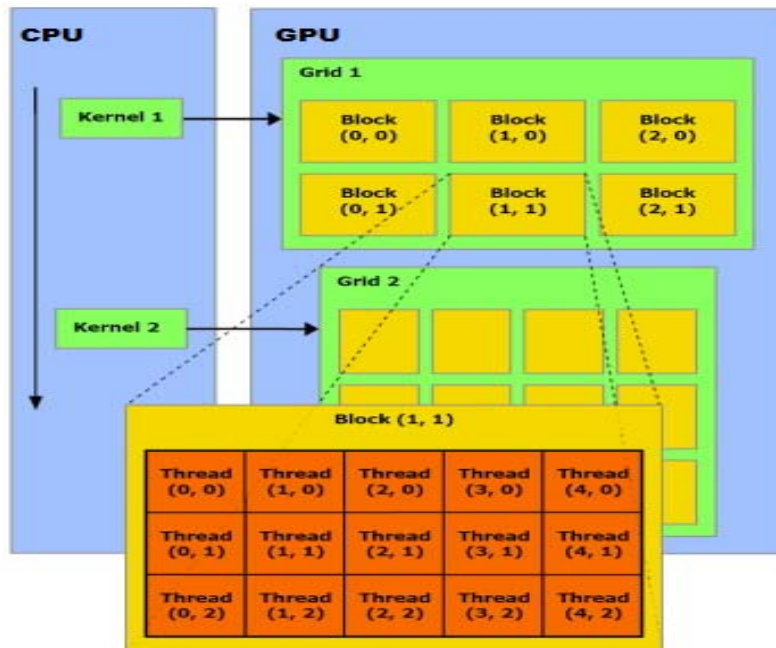 CPU
GPU
Grid 1
Kernel 1
Block
(0, 0)
Block
(1, 0)
Block
(2, 0)
Block
(0, 1)
Block
(1, 1)
Block
(2, 1)
Grid 2
Kernel 2
Block (1, 1)
Thread
(0, 0)
Thread
(1, 0)
Thread
(2, 0)
Thread
(3, 0)
Thread
(4, 0)
Thread
(0, 1)
Thread
(1, 1)
Thread
(2, 1)
Thread
(3, 1)
Thread
(4, 1)
Thread
(0, 2)
Thread
(1, 2)
Thread
(2, 2)
Thread
(3, 2)
Thread
(4, 2)